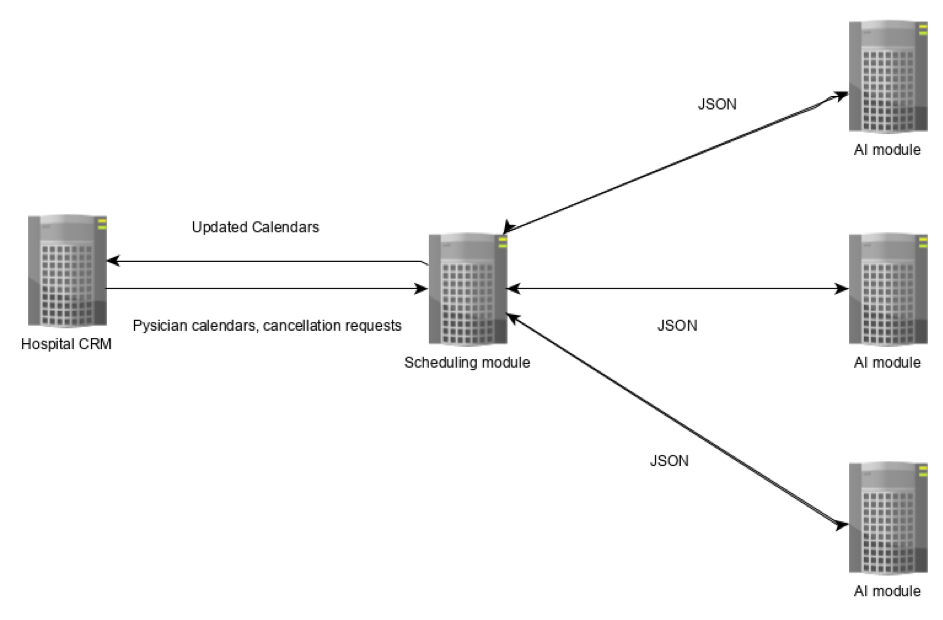 JSON
AI module
Updated Calendars
Pysician calendars, cancellation requests
Hospital CRM
Scheduling module
JSON
AI module
JSON
AI module